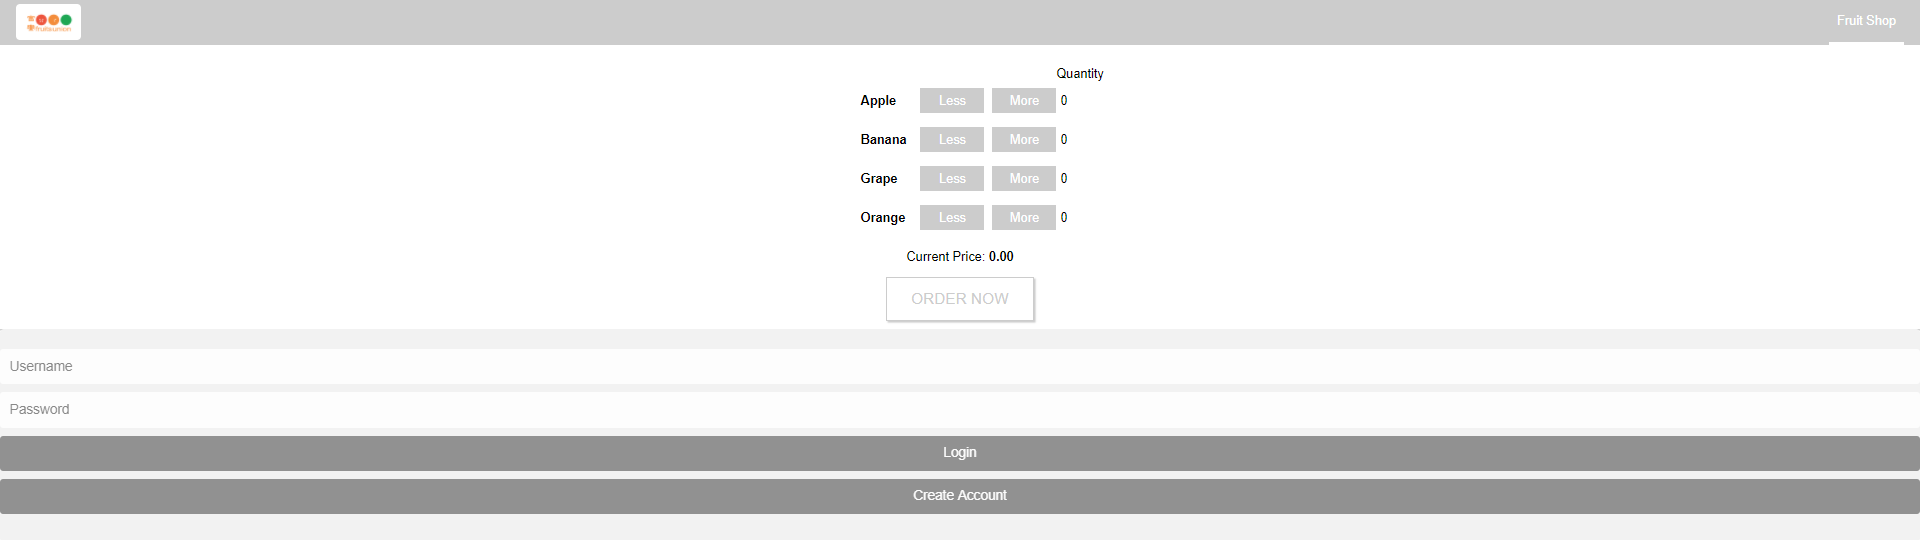 Fruit Shop
Quantity
Apple Less More 0
Banana Less More 0
Grape Less More 0
Orange Less More 0
Current Price: 0.00
ORDER NOW
Username
Password
Login
Create Account